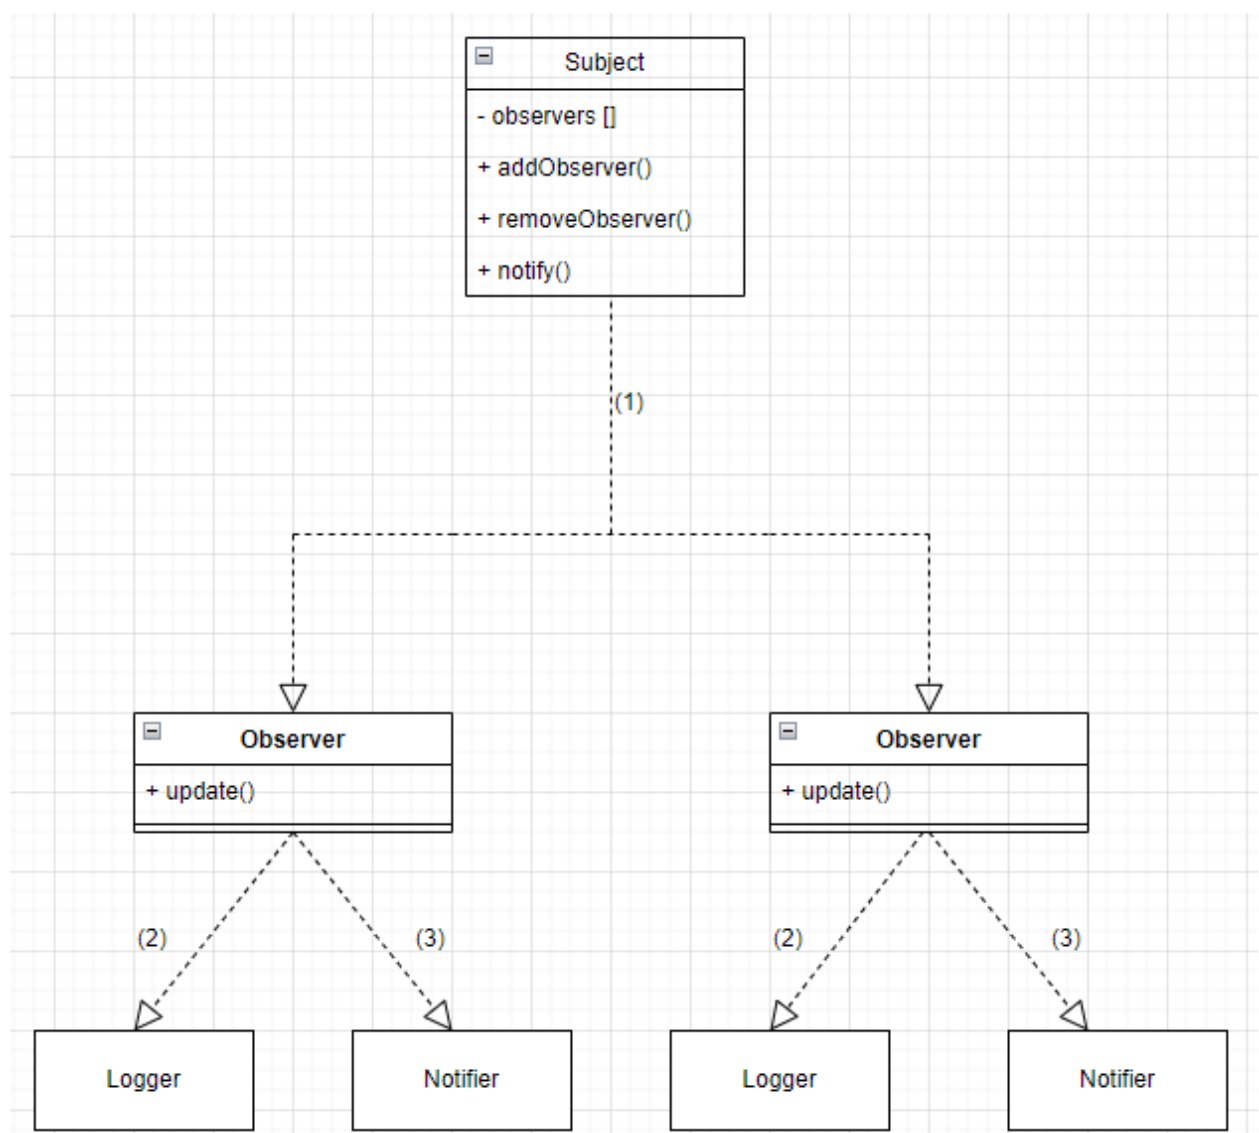 Subject
- observers []
+ addObserver()
+ removeObserver()
+ notify()
(1)
Observer
+ update()
Observer
+ update()
(2)
(3)
(2)
(3)
Logger
Notifier
Logger
Notifier